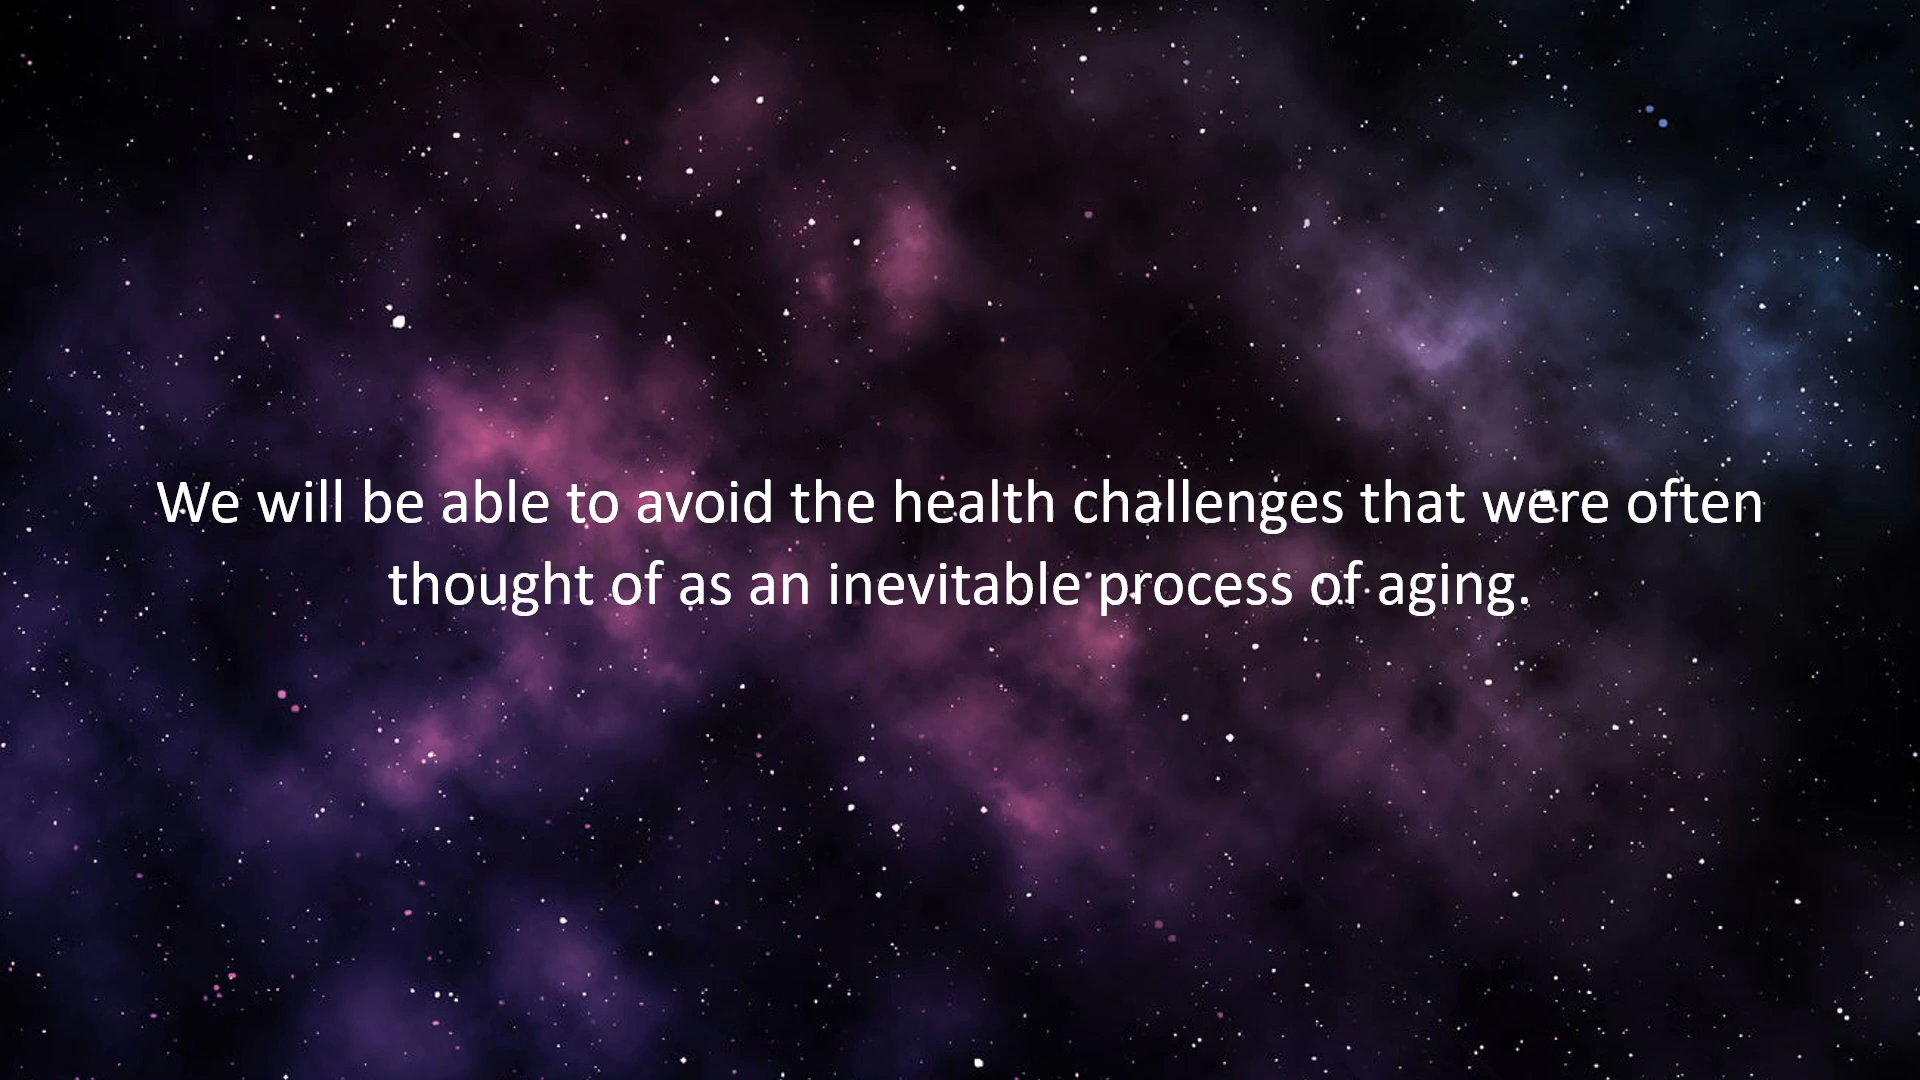 We will be able to avoid the health challenges that were often
thought of as an inevitable process of aging.